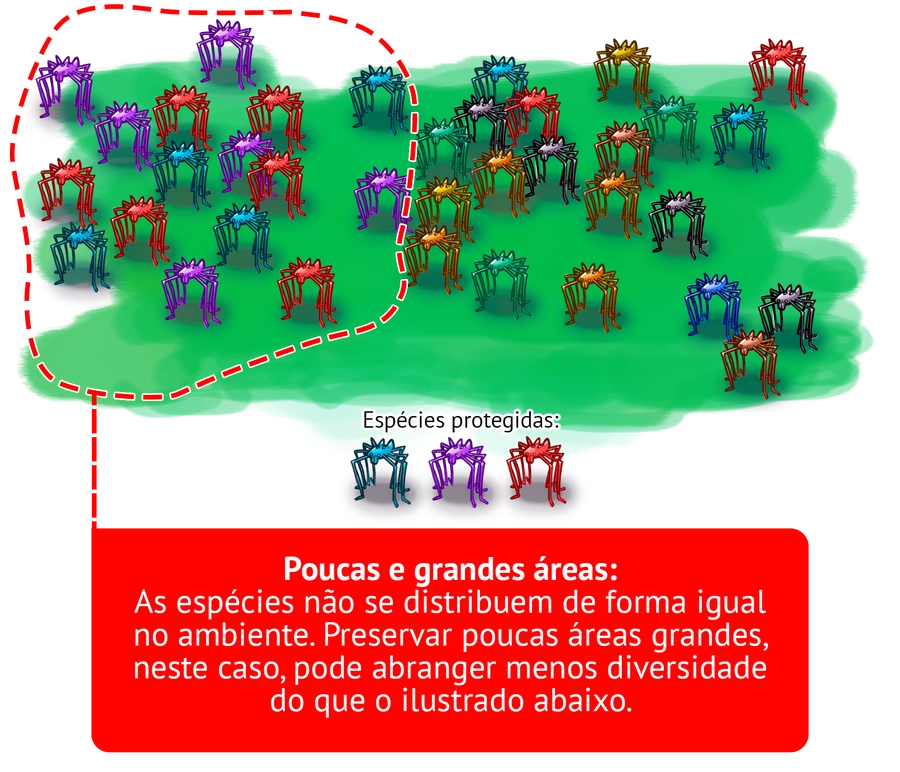 Espécies protegidas:
Poucas e grandes áreas:
As espécies não se distribuem de forma igual
no ambiente. Preservar poucas áreas grandes,
neste caso, pode abranger menos diversidade
do que o ilustrado abaixo.